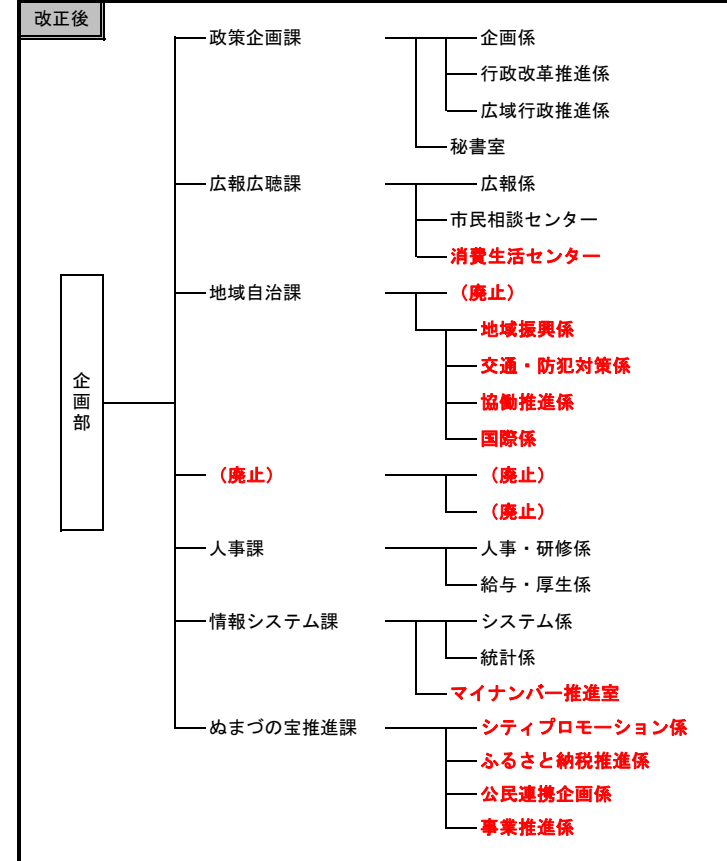 改正後
政策企画課
企画係
行政改革推進係
広域行政推進係
秘書室
広報広聴課
広報係
市民相談センター
消費生活センター
地域自治課
（廃止）
地域振興係
交通・防犯対策係
協働推進係
国際係
企画部
（廃止）
（廃止）
（廃止）
人事課
人事・研修係
給与・厚生係
情報システム課
システム係
統計係
マイナンバー推進室
ぬまづの宝推進課
シティプロモーション係
ふるさと納税推進係
公民連携企画係
事業推進係